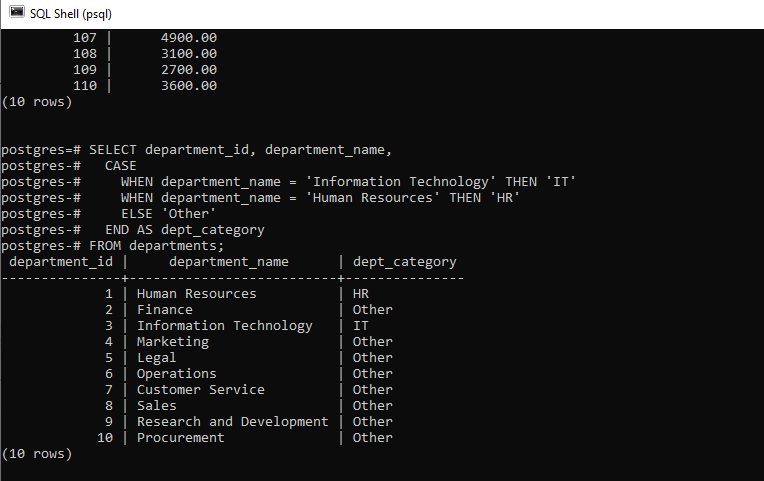 SQL Shell (psql)
         107 |      4900.00
         108 |      3100.00
         109 |      2700.00
         110 |      3600.00
(10 rows)
postgres=# SELECT department_id, department_name,
postgres-#   CASE
postgres-#     WHEN department_name = 'Information Technology' THEN 'IT'
postgres-#     WHEN department_name = 'Human Resources' THEN 'HR'
postgres-#     ELSE 'Other'
postgres-#   END AS dept_category
postgres-# FROM departments;
 department_id |     department_name      | dept_category
---------------+--------------------------+---------------
             1 | Human Resources          | HR
             2 | Finance                  | Other
             3 | Information Technology   | IT
             4 | Marketing                | Other
             5 | Legal                    | Other
             6 | Operations               | Other
             7 | Customer Service         | Other
             8 | Sales                    | Other
             9 | Research and Development | Other
            10 | Procurement              | Other
(10 rows)